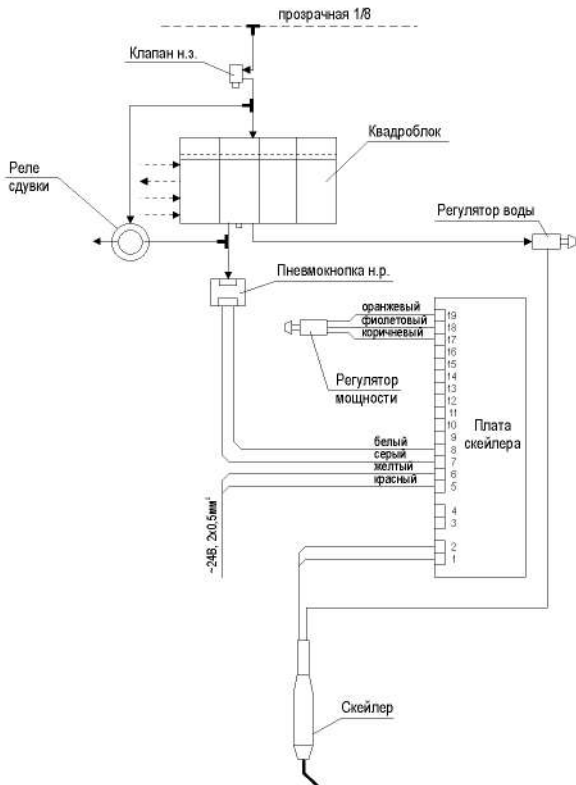 прозрачная 1/8
Клапан н.з.
Квадроблок
Реле
сдувки
Регулятор воды
Пневмокнопка н.р.
оранжевый
фиолетовый
коричневый
19
18
17
16
15
14
13
12
11
10
9
8
7
6
5
4
3
2
1
Регулятор
мощности
Плата
скейлера
белый
серый
желтый
красный
~24В, 2x0,5мм²
Скейлер